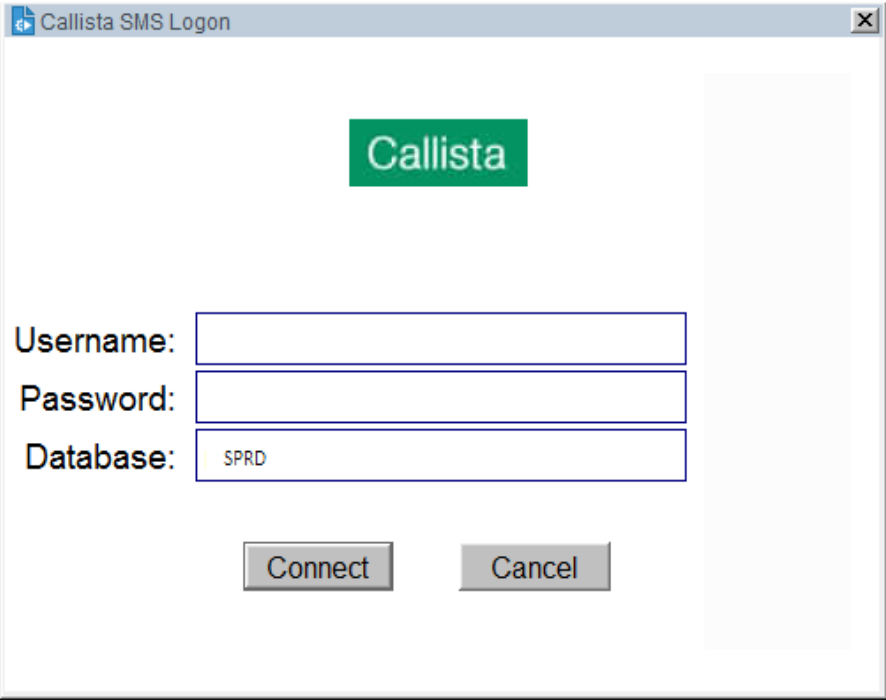 Callista SMS Logon
Callista
Username:
Password:
Database: SPRD
Connect Cancel